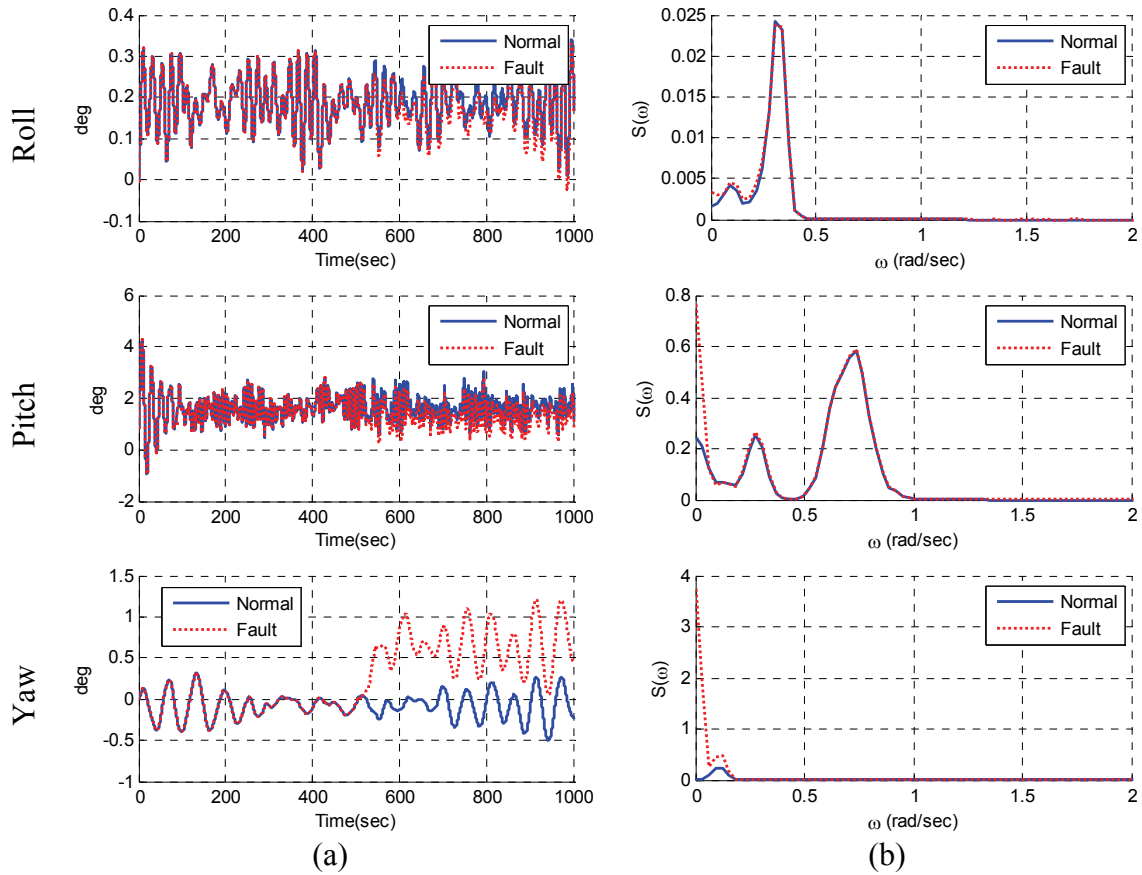 Roll
deg
0.4
0.3
0.2
0.1
0
-0.1
0 200 400 600 800 1000
Time(sec)
Normal
Fault
S(ω)
0.025
0.02
0.015
0.01
0.005
0
0 0.5 1 1.5 2
ω (rad/sec)
Normal
Fault
Pitch
deg
6
4
2
0
-2
0 200 400 600 800 1000
Time(sec)
Normal
Fault
S(ω)
0.8
0.6
0.4
0.2
0
0 0.5 1 1.5 2
ω (rad/sec)
Normal
Fault
Yaw
deg
1.5
1
0.5
0
-0.5
-1
0 200 400 600 800 1000
Time(sec)
Normal
Fault
S(ω)
4
3
2
1
0
0 0.5 1 1.5 2
ω (rad/sec)
Normal
Fault
(a) (b)